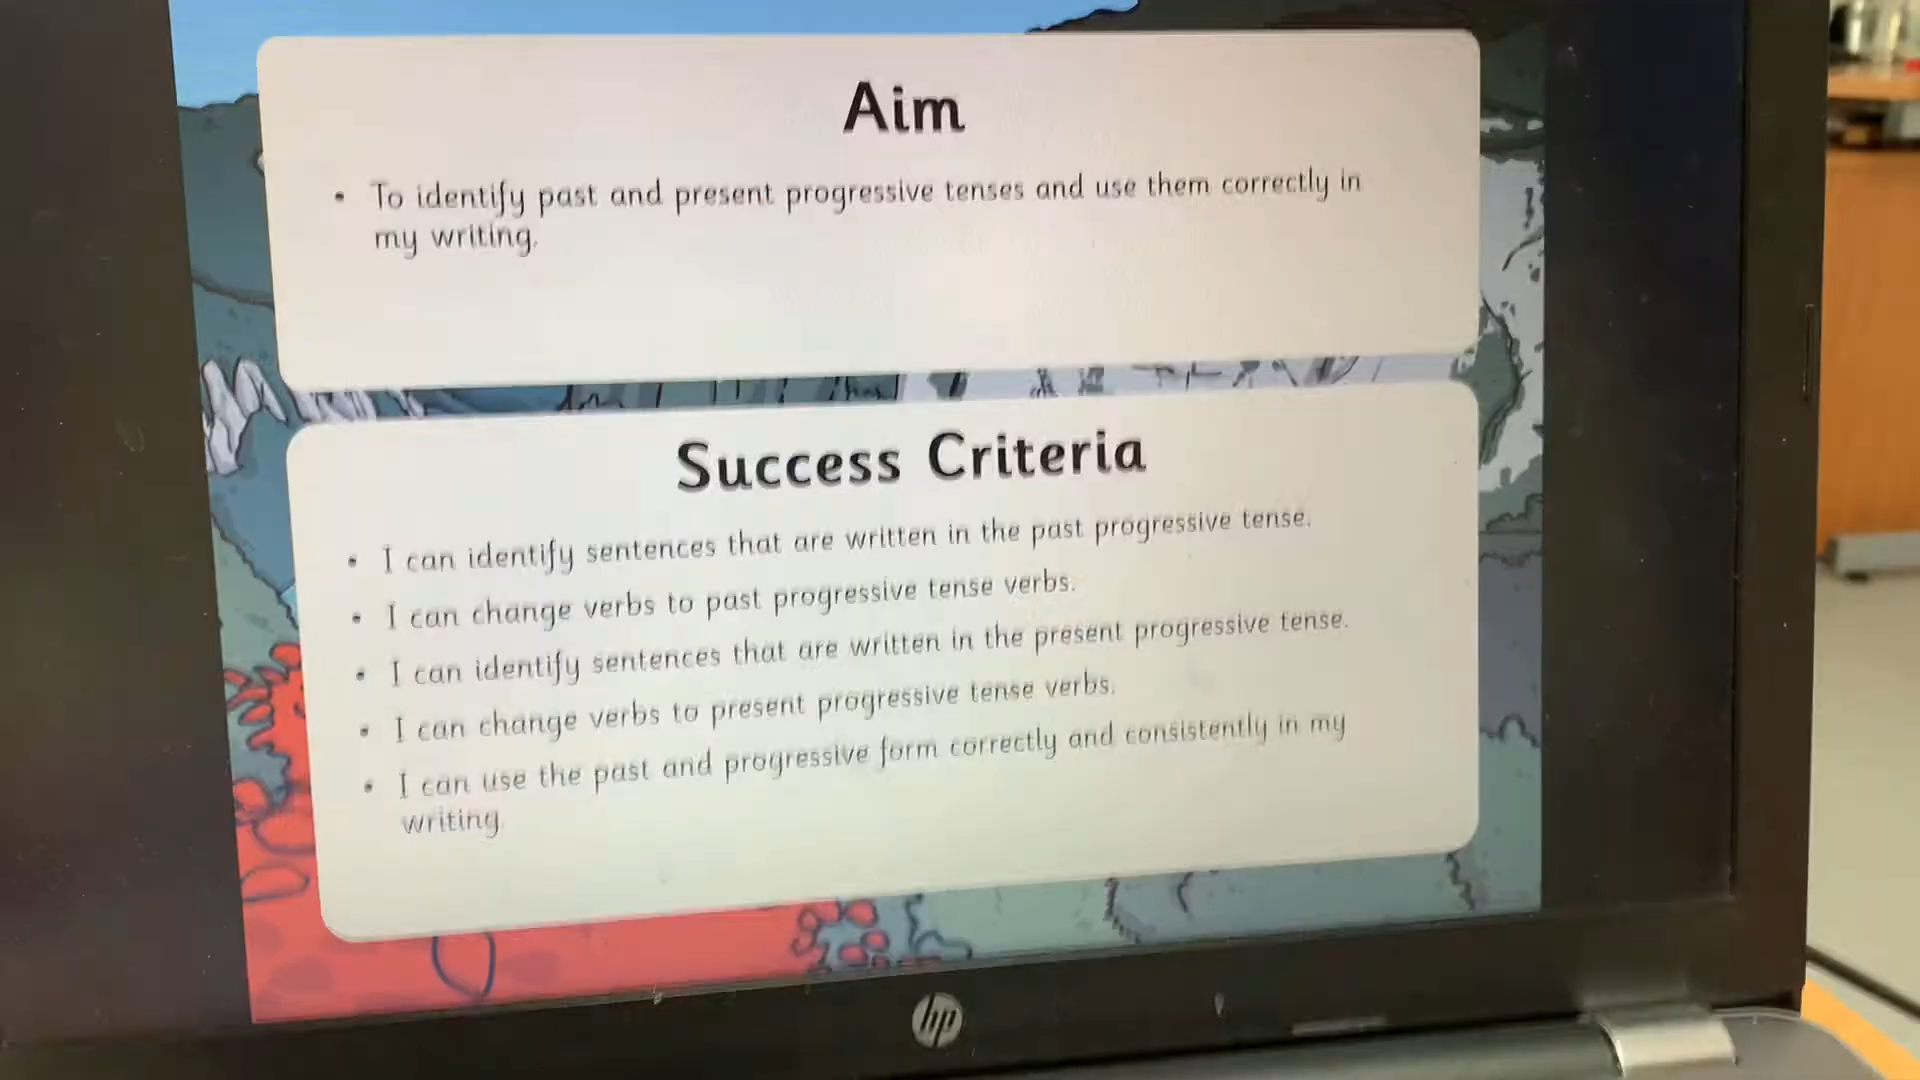 Aim
• To identify past and present progressive tenses and use them correctly in
my writing.
Success Criteria
• I can identify sentences that are written in the past progressive tense.
• I can change verbs to past progressive tense verbs.
• I can identify sentences that are written in the present progressive tense.
• I can change verbs to present progressive tense verbs.
• I can use the past and progressive form correctly and consistently in my
writing.
hp